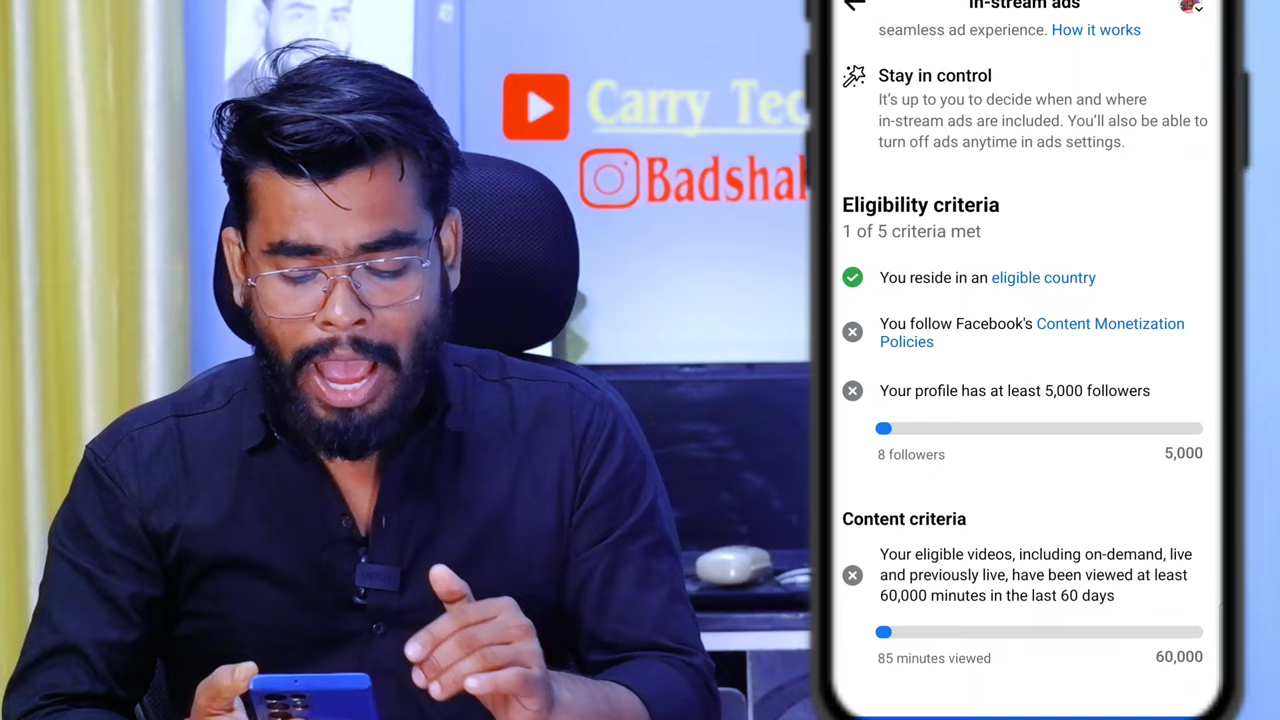 In-stream ads
seamless ad experience. How it works
Stay in control
It's up to you to decide when and where
in-stream ads are included. You'll also be able to
turn off ads anytime in ads settings.
Eligibility criteria
1 of 5 criteria met
You reside in an eligible country
You follow Facebook's Content Monetization
Policies
Your profile has at least 5,000 followers
8 followers
5,000
Content criteria
Your eligible videos, including on-demand, live
and previously live, have been viewed at least
60,000 minutes in the last 60 days
85 minutes viewed
60,000
Carry Tec
Badshah